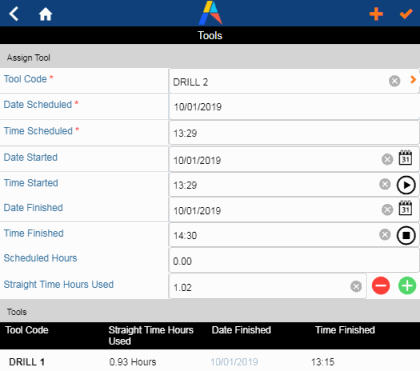 Tools
Assign Tool
Tool Code *
DRILL 2
Date Scheduled *
10/01/2019
Time Scheduled *
13:29
Date Started
10/01/2019
31
Time Started
13:29
Date Finished
10/01/2019
31
Time Finished
14:30
Scheduled Hours
0.00
Straight Time Hours Used
1.02
Tools
Tool Code Straight Time Hours Used Date Finished Time Finished
DRILL 1 0.93 Hours 10/01/2019 13:15